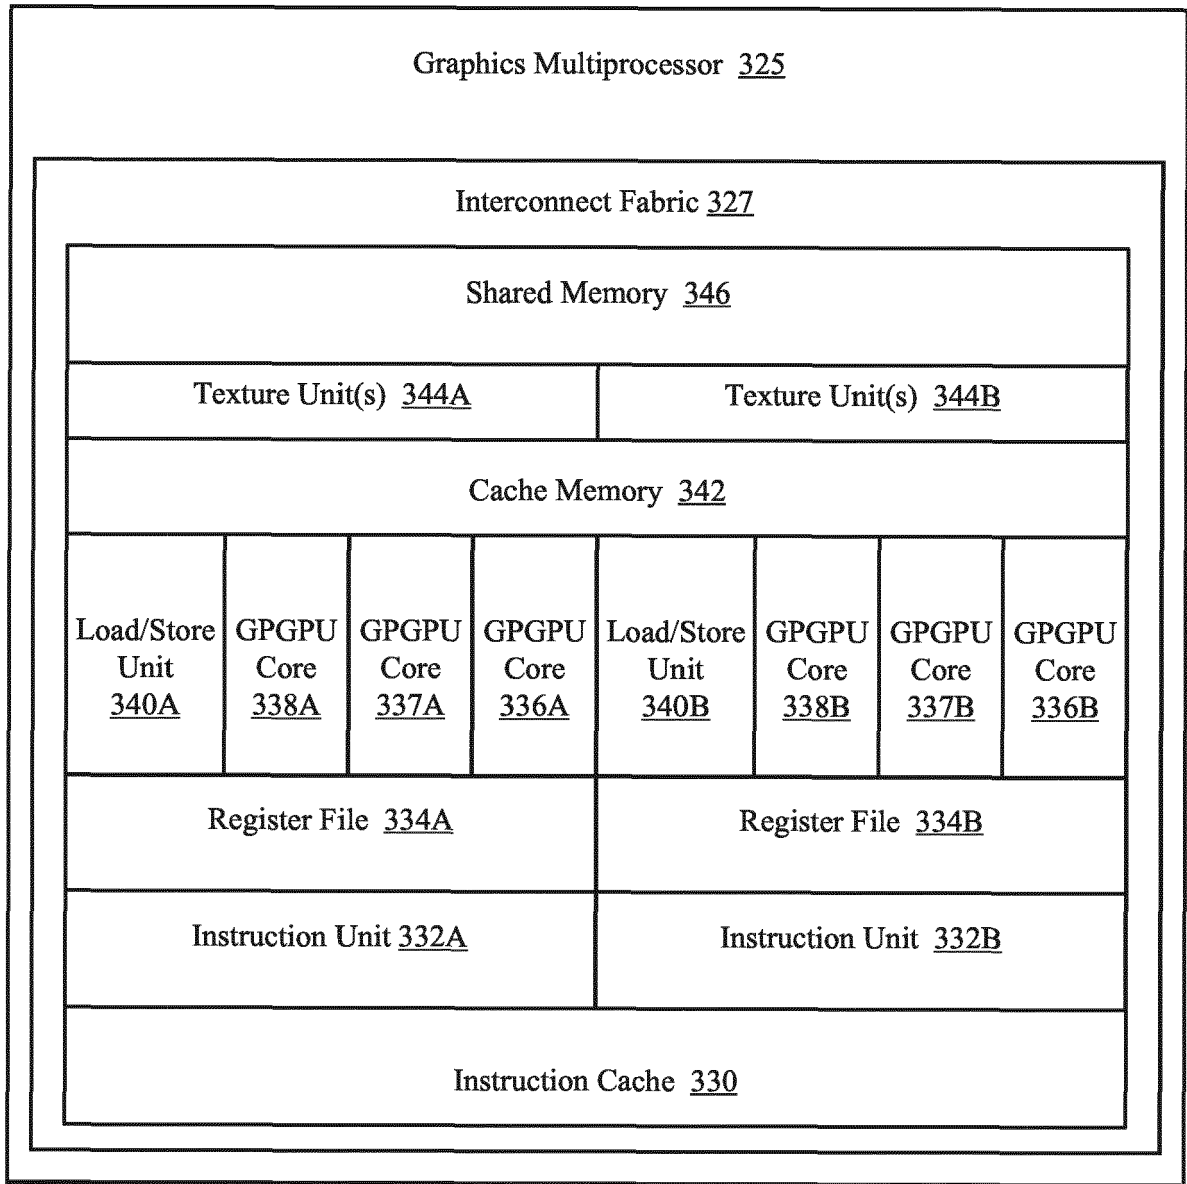 Graphics Multiprocessor 325
Interconnect Fabric 327
Shared Memory 346
Texture Unit(s) 344A
Texture Unit(s) 344B
Cache Memory 342
Load/Store
Unit
340A
GPGPU
Core
338A
GPGPU
Core
337A
GPGPU
Core
336A
Load/Store
Unit
340B
GPGPU
Core
338B
GPGPU
Core
337B
GPGPU
Core
336B
Register File 334A
Register File 334B
Instruction Unit 332A
Instruction Unit 332B
Instruction Cache 330